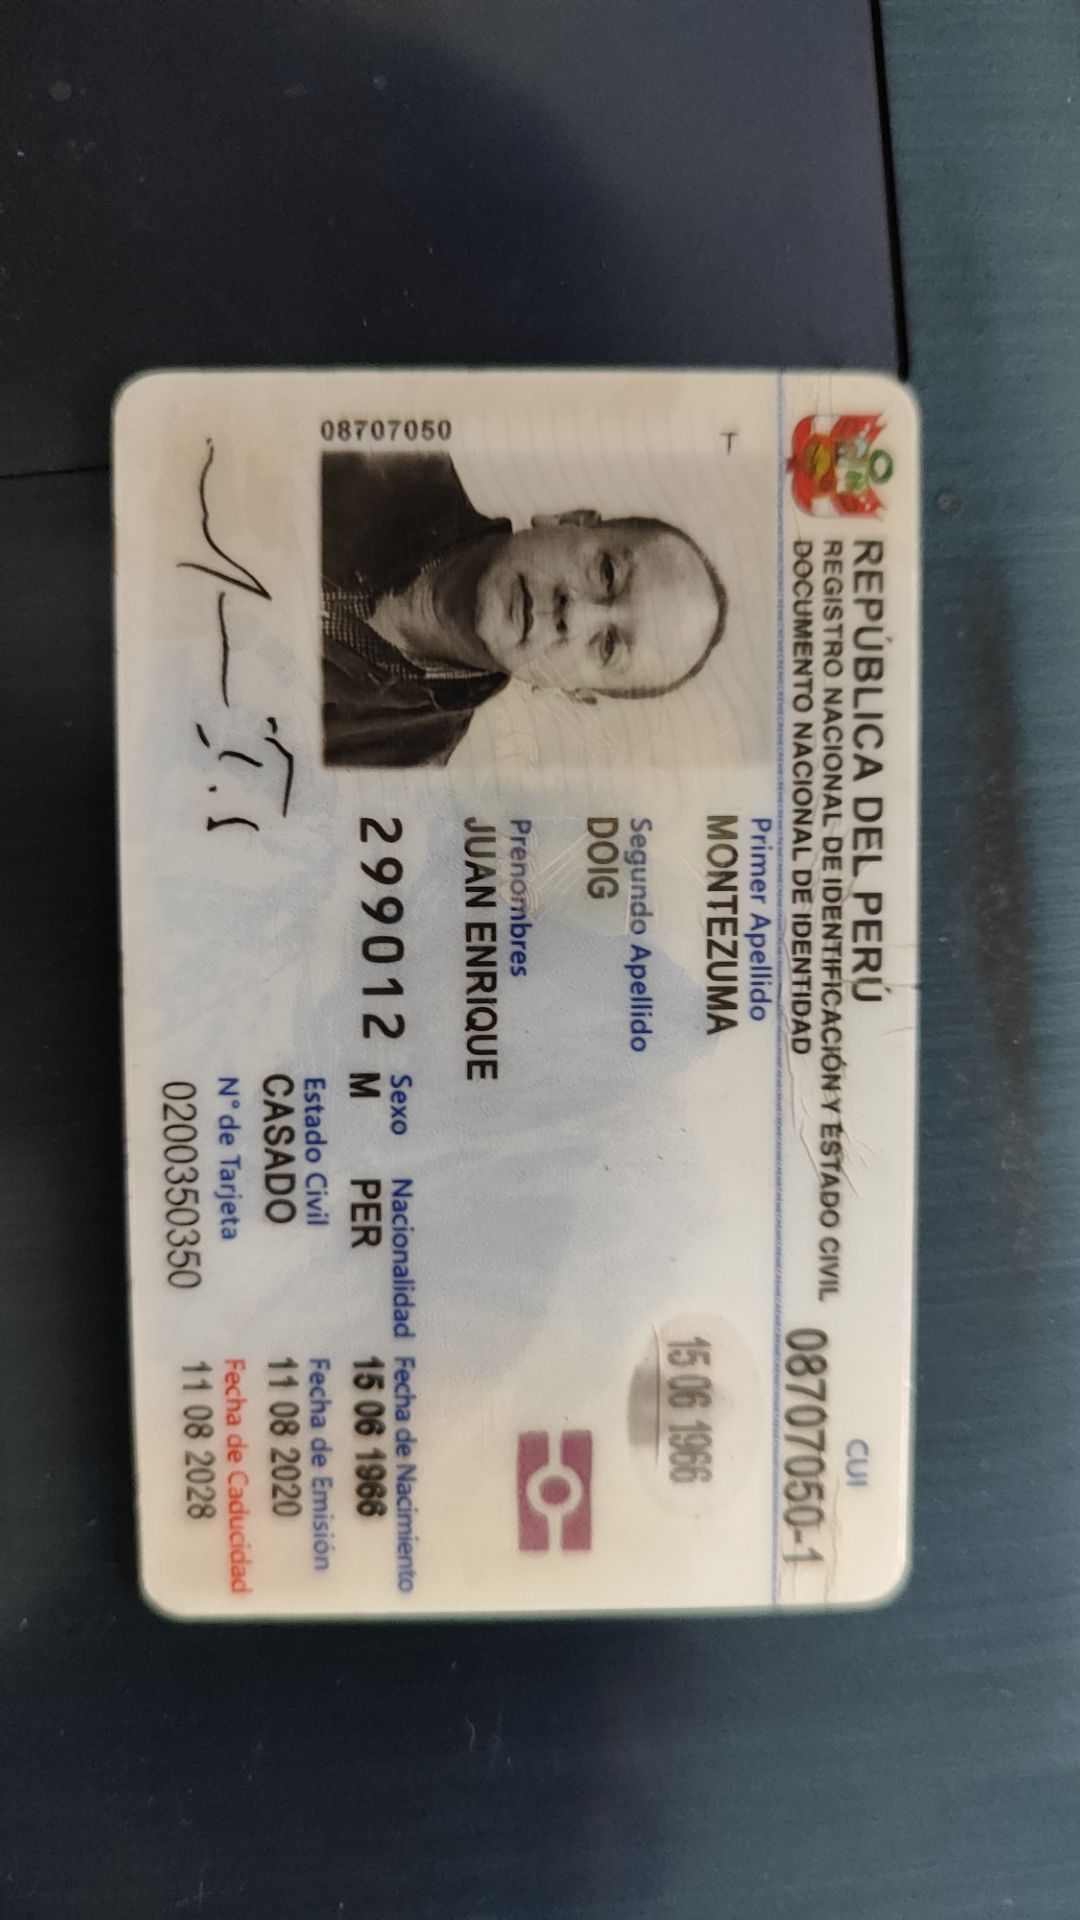 REPÚBLICA DEL PERÚ
REGISTRO NACIONAL DE IDENTIFICACIÓN Y ESTADO CIVIL
DOCUMENTO NACIONAL DE IDENTIDAD
CUI
08707050-1
T
Primer Apellido
MONTEZUMA
Segundo Apellido
DOIG
Prenombres
JUAN ENRIQUE
15 06 1966
08707050
299012
Sexo Nacionalidad Fecha de Nacimiento
M PER 15 06 1966
Estado Civil Fecha de Emisión
CASADO 11 08 2020
N° de Tarjeta Fecha de Caducidad
0200350350 11 08 2028